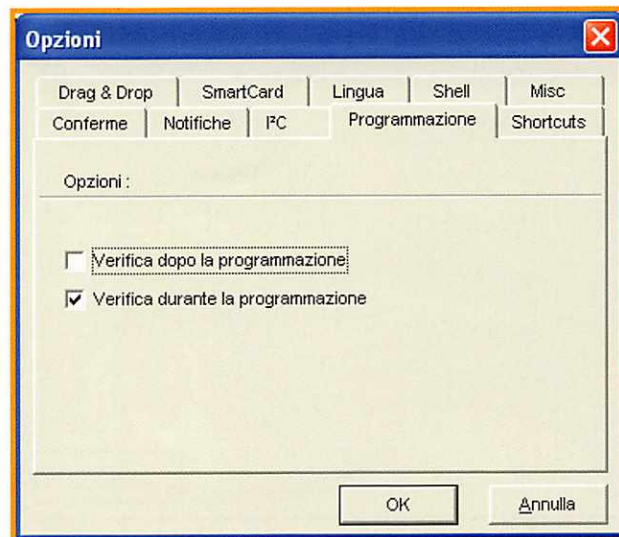 Opzioni
Drag & Drop SmartCard Lingua Shell Misc
Conferme Notifiche I²C Programmazione Shortcuts
Opzioni :
Verifica dopo la programmazione
Verifica durante la programmazione
OK Annulla